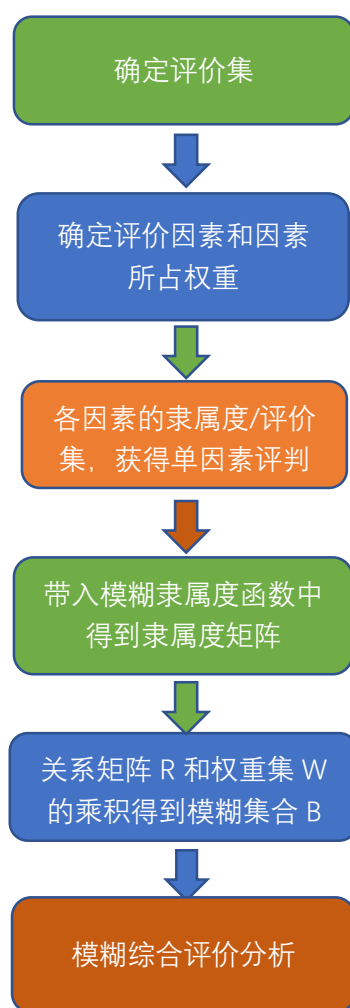 确定评价集
确定评价因素和因素
所占权重
各因素的隶属度/评价
集，获得单因素评判
带入模糊隶属度函数中
得到隶属度矩阵
关系矩阵 R 和权重集 W
的乘积得到模糊集合 B
模糊综合评价分析